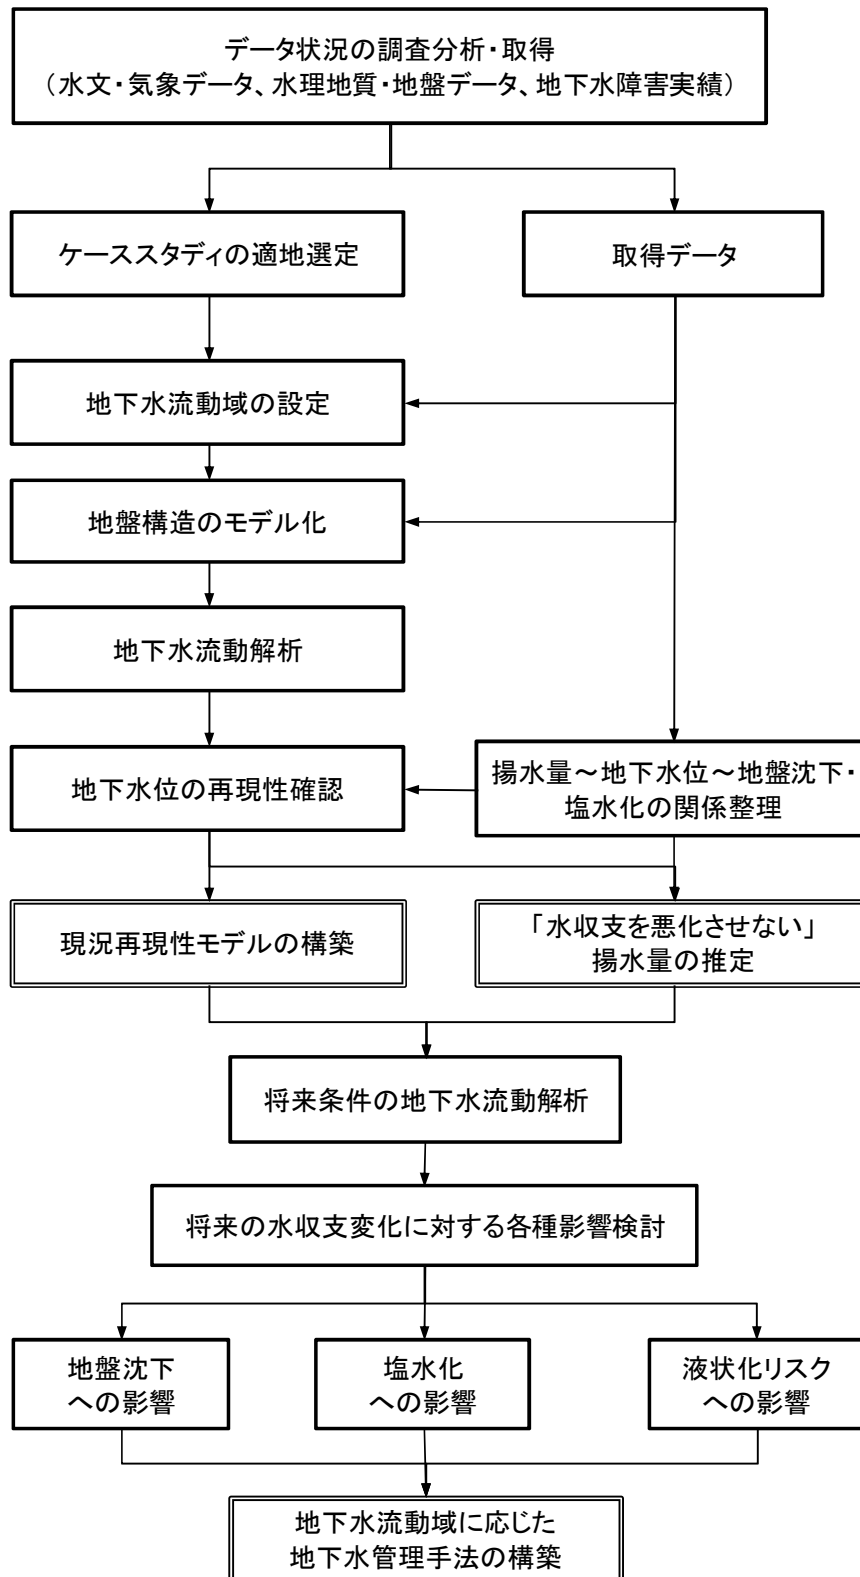 データ状況の調査分析・取得
（水文・気象データ、水理地質・地盤データ、地下水障害実績）
ケーススタディの適地選定
取得データ
地下水流動域の設定
地盤構造のモデル化
地下水流動解析
地下水位の再現性確認
揚水量～地下水位～地盤沈下・
塩水化の関係整理
現況再現性モデルの構築
「水収支を悪化させない」
揚水量の推定
将来条件の地下水流動解析
将来の水収支変化に対する各種影響検討
地盤沈下
への影響
塩水化
への影響
液状化リスク
への影響
地下水流動域に応じた
地下水管理手法の構築